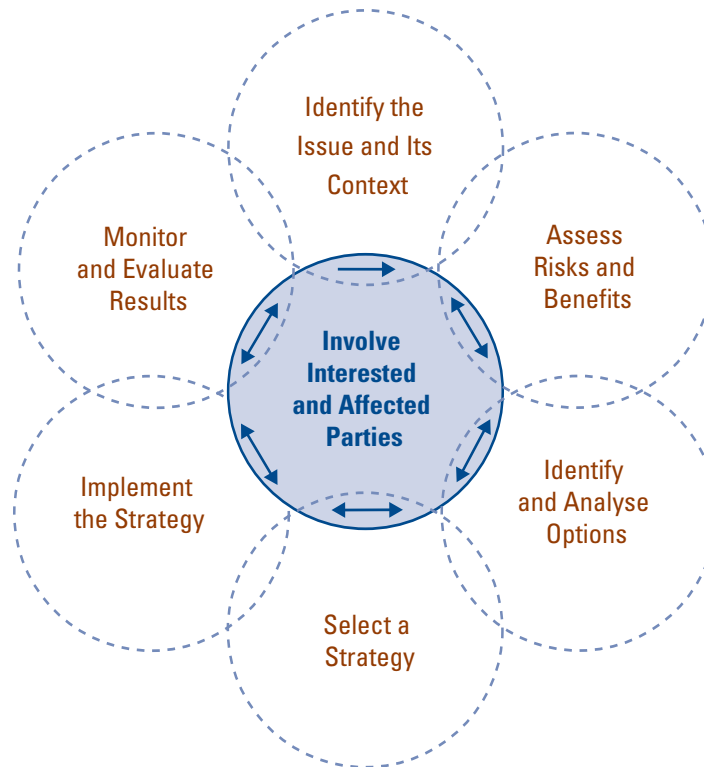 Identify the
Issue and Its
Context
Assess
Risks and
Benefits
Identify
and Analyse
Options
Select a
Strategy
Implement
the Strategy
Monitor
and Evaluate
Results
Involve
Interested
and Affected
Parties